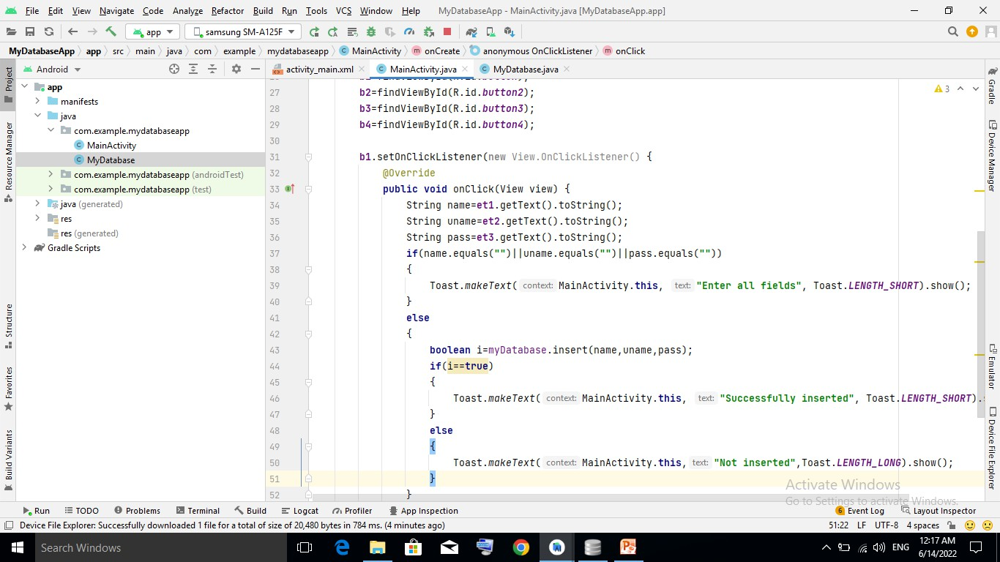 File Edit View Navigate Code Analyze Refactor Build Run Tools VCS Window Help MyDatabaseApp - MainActivity.java [MyDatabaseApp.app]
app samsung SM-A125F
MyDatabaseApp app src main java com example mydatabaseapp MainActivity onCreate anonymous OnClickListener onClick
Project
Resource Manager
Structure
Favorites
Build Variants
Android
app
manifests
java
com.example.mydatabaseapp
MainActivity
MyDatabase
com.example.mydatabaseapp (androidTest)
com.example.mydatabaseapp (test)
java (generated)
res
res (generated)
Gradle Scripts
activity_main.xml MainActivity.java MyDatabase.java
3
27 b2=findViewById(R.id.button2);
28 b3=findViewById(R.id.button3);
29 b4=findViewById(R.id.button4);
30
31 b1.setOnClickListener(new View.OnClickListener() {
32 @Override
33 public void onClick(View view) {
34 String name=et1.getText().toString();
35 String uname=et2.getText().toString();
36 String pass=et3.getText().toString();
37 if(name.equals("")||uname.equals("")||pass.equals(""))
38 {
39 Toast.makeText( context: MainActivity.this, text: "Enter all fields", Toast.LENGTH_SHORT).show();
40 }
41 else
42 {
43 boolean i=myDatabase.insert(name,uname,pass);
44 if(i==true)
45 {
46 Toast.makeText( context: MainActivity.this, text: "Successfully inserted", Toast.LENGTH_SHORT).
47 }
48 else
49 {
50 Toast.makeText( context: MainActivity.this, text: "Not inserted",Toast.LENGTH_LONG).show();
51 }
52 }
Gradle
Device Manager
Emulator
Device File Explorer
Activate Windows
Go to Settings to activate Windows.
Run TODO Problems Terminal Build Logcat Profiler App Inspection 6 Event Log Layout Inspector
Device File Explorer: Successfully downloaded 1 file for a total of size of 20,480 bytes in 784 ms. (4 minutes ago) 51:22 LF UTF-8 4 spaces
Search Windows
ENG
12:17 AM
6/14/2022